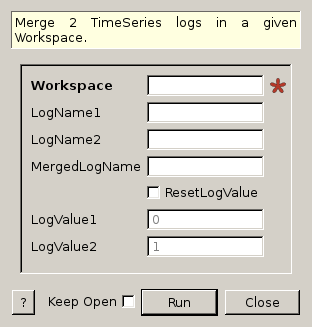 Merge 2 TimeSeries logs in a given
Workspace.
Workspace
LogName1
LogName2
MergedLogName
ResetLogValue
LogValue1 0
LogValue2 1
? Keep Open Run Close